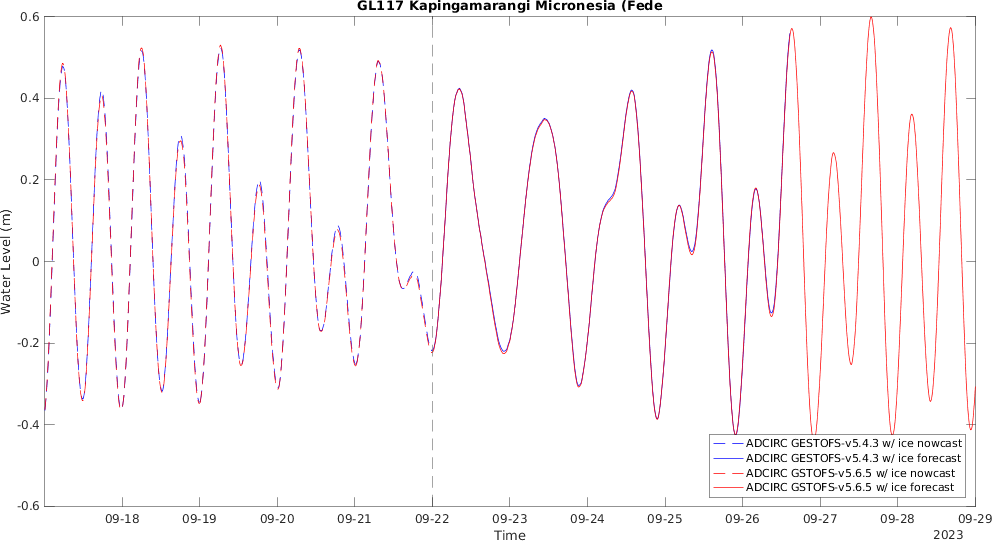 GL117 Kapingamarangi Micronesia (Fede
0.6
0.4
0.2
0
-0.2
-0.4
-0.6
Water Level (m)
ADCIRC GESTOFS-v5.4.3 w/ ice nowcast
ADCIRC GESTOFS-v5.4.3 w/ ice forecast
ADCIRC GSTOFS-v5.6.5 w/ ice nowcast
ADCIRC GSTOFS-v5.6.5 w/ ice forecast
09-18 09-19 09-20 09-21 09-22 09-23 09-24 09-25 09-26 09-27 09-28 09-29
Time
2023